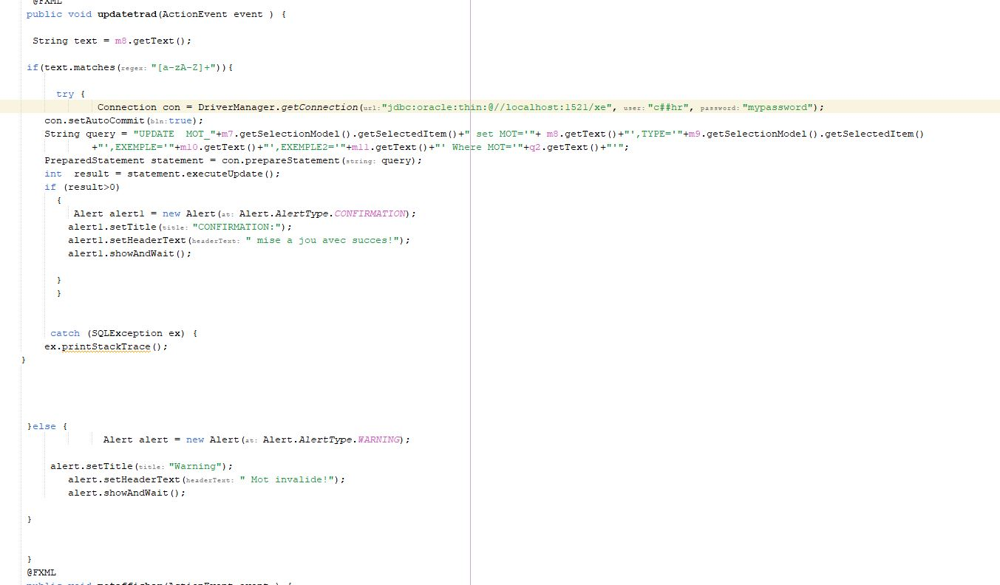 @FXML
public void updatetrad(ActionEvent event ) {
String text = m8.getText();
if(text.matches(regex: "[a-zA-Z]+")){
try {
Connection con = DriverManager.getConnection(url: "jdbc:oracle:thin:@//localhost:1521/xe", user: "c##hr", password: "mypassword");
con.setAutoCommit(bln: true);
String query = "UPDATE  MOT_"+m7.getSelectionModel().getSelectedItem()+" set MOT='"+ m8.getText()+"',TYPE='"+m9.getSelectionModel().getSelectedItem()
+"',EXEMPLE='"+m10.getText()+"',EXEMPLE2='"+m11.getText()+"' Where MOT='"+q2.getText()+"'";
PreparedStatement statement = con.prepareStatement(string: query);
int  result = statement.executeUpdate();
if (result>0)
{
Alert alert1 = new Alert(at: Alert.AlertType.CONFIRMATION);
alert1.setTitle(title: "CONFIRMATION:");
alert1.setHeaderText(headerText: " mise a jou avec succes!");
alert1.showAndWait();
}
}
catch (SQLException ex) {
ex.printStackTrace();
}
}else {
Alert alert = new Alert(at: Alert.AlertType.WARNING);
alert.setTitle(title: "Warning");
alert.setHeaderText(headerText: " Mot invalide!");
alert.showAndWait();
}
}
@FXML
public void motafficher(ActionEvent event ) {